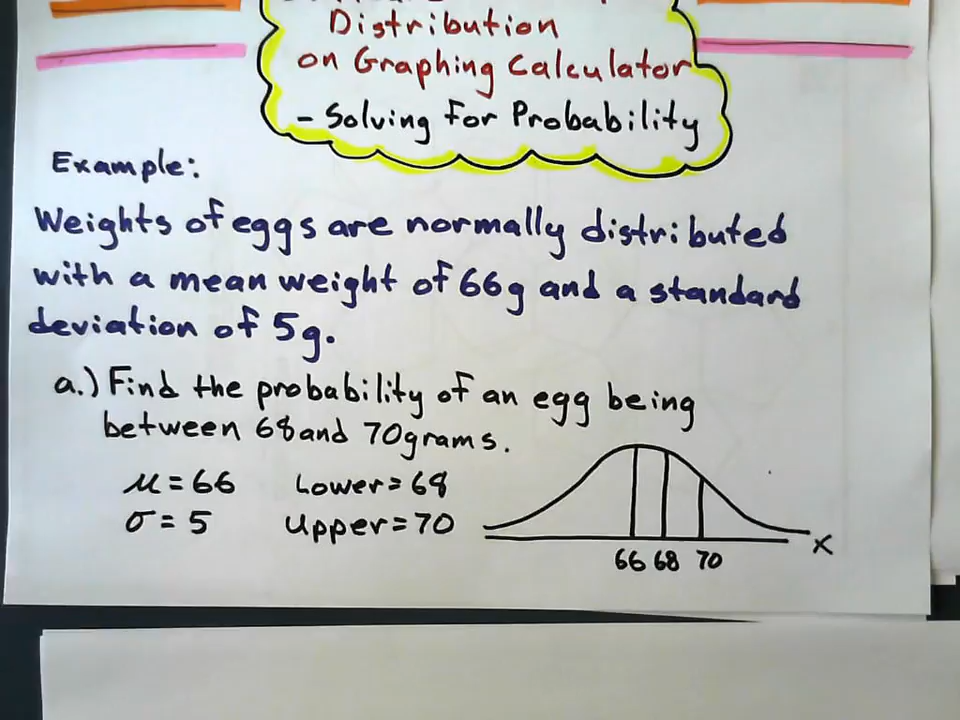 Distribution
on Graphing Calculator
- Solving For Probability
Example:
Weights of eggs are normally distributed
with a mean weight of 66g and a standard
deviation of 5g.
a.) Find the probability of an egg being
between 68 and 70 grams.
μ = 66 Lower = 68
σ = 5 Upper = 70
66 68 70 x